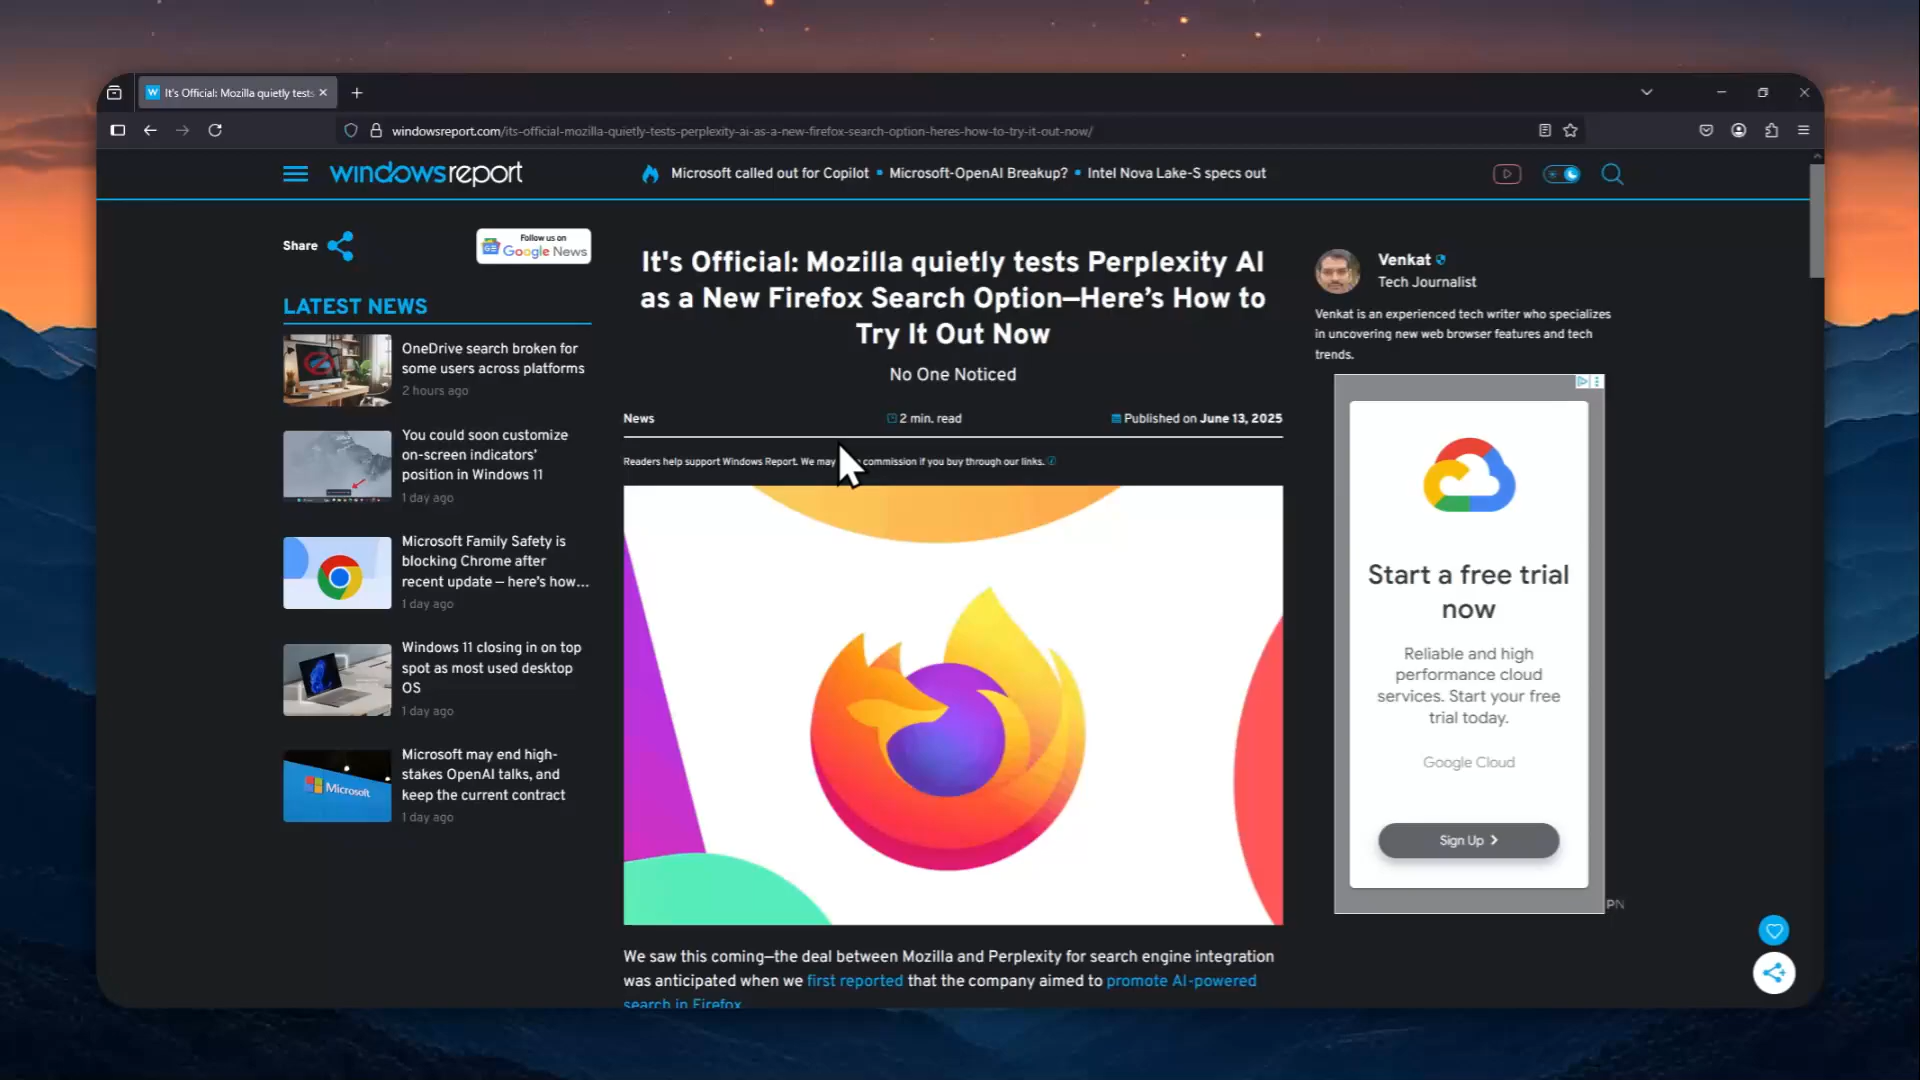 It's Official: Mozilla quietly tests
windowsreport.com/its-official-mozilla-quietly-tests-perplexity-ai-as-a-new-firefox-search-option-heres-how-to-try-it-out-now/
windowsreport
Microsoft called out for Copilot • Microsoft-OpenAI Breakup? • Intel Nova Lake-S specs out
Share
Follow us on
Google News
LATEST NEWS
OneDrive search broken for
some users across platforms
2 hours ago
You could soon customize
on-screen indicators'
position in Windows 11
1 day ago
Microsoft Family Safety is
blocking Chrome after
recent update – here's how...
1 day ago
Windows 11 closing in on top
spot as most used desktop
OS
1 day ago
Microsoft
Microsoft may end high-
stakes OpenAI talks, and
keep the current contract
1 day ago
It's Official: Mozilla quietly tests Perplexity AI
as a New Firefox Search Option—Here's How to
Try It Out Now
No One Noticed
News
2 min. read
Published on June 13, 2025
Readers help support Windows Report. We may commission if you buy through our links.
We saw this coming—the deal between Mozilla and Perplexity for search engine integration
was anticipated when we first reported that the company aimed to promote AI-powered
search in Firefox.
Venkat
Tech Journalist
Venkat is an experienced tech writer who specializes
in uncovering new web browser features and tech
trends.
Start a free trial
now
Reliable and high
performance cloud
services. Start your free
trial today.
Google Cloud
Sign Up
PN